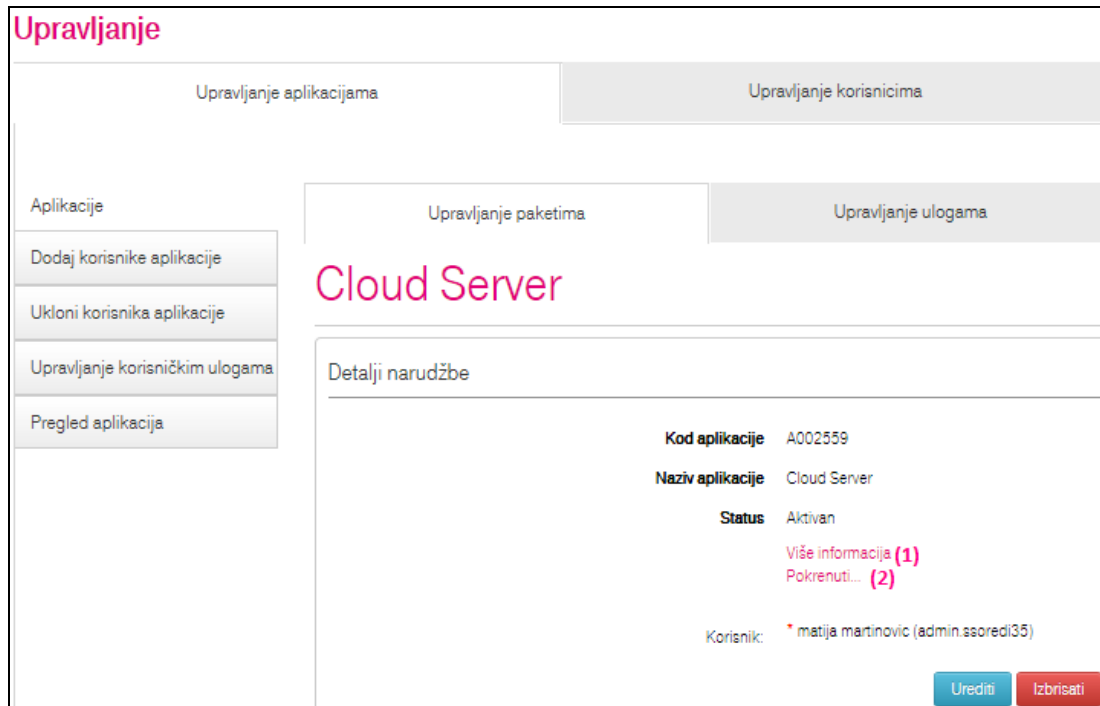 Upravljanje
Upravljanje aplikacijama
Upravljanje korisnicima
Aplikacije
Dodaj korisnike aplikacije
Ukloni korisnika aplikacije
Upravljanje korisničkim ulogama
Pregled aplikacija
Upravljanje paketima
Upravljanje ulogama
Cloud Server
Detalji narudžbe
Kod aplikacije A002559
Naziv aplikacije Cloud Server
Status Aktivan
Više informacija (1)
Pokrenuti... (2)
Korisnik: * matija martinovic (admin.ssoredi35)
Urediti Izbrisati